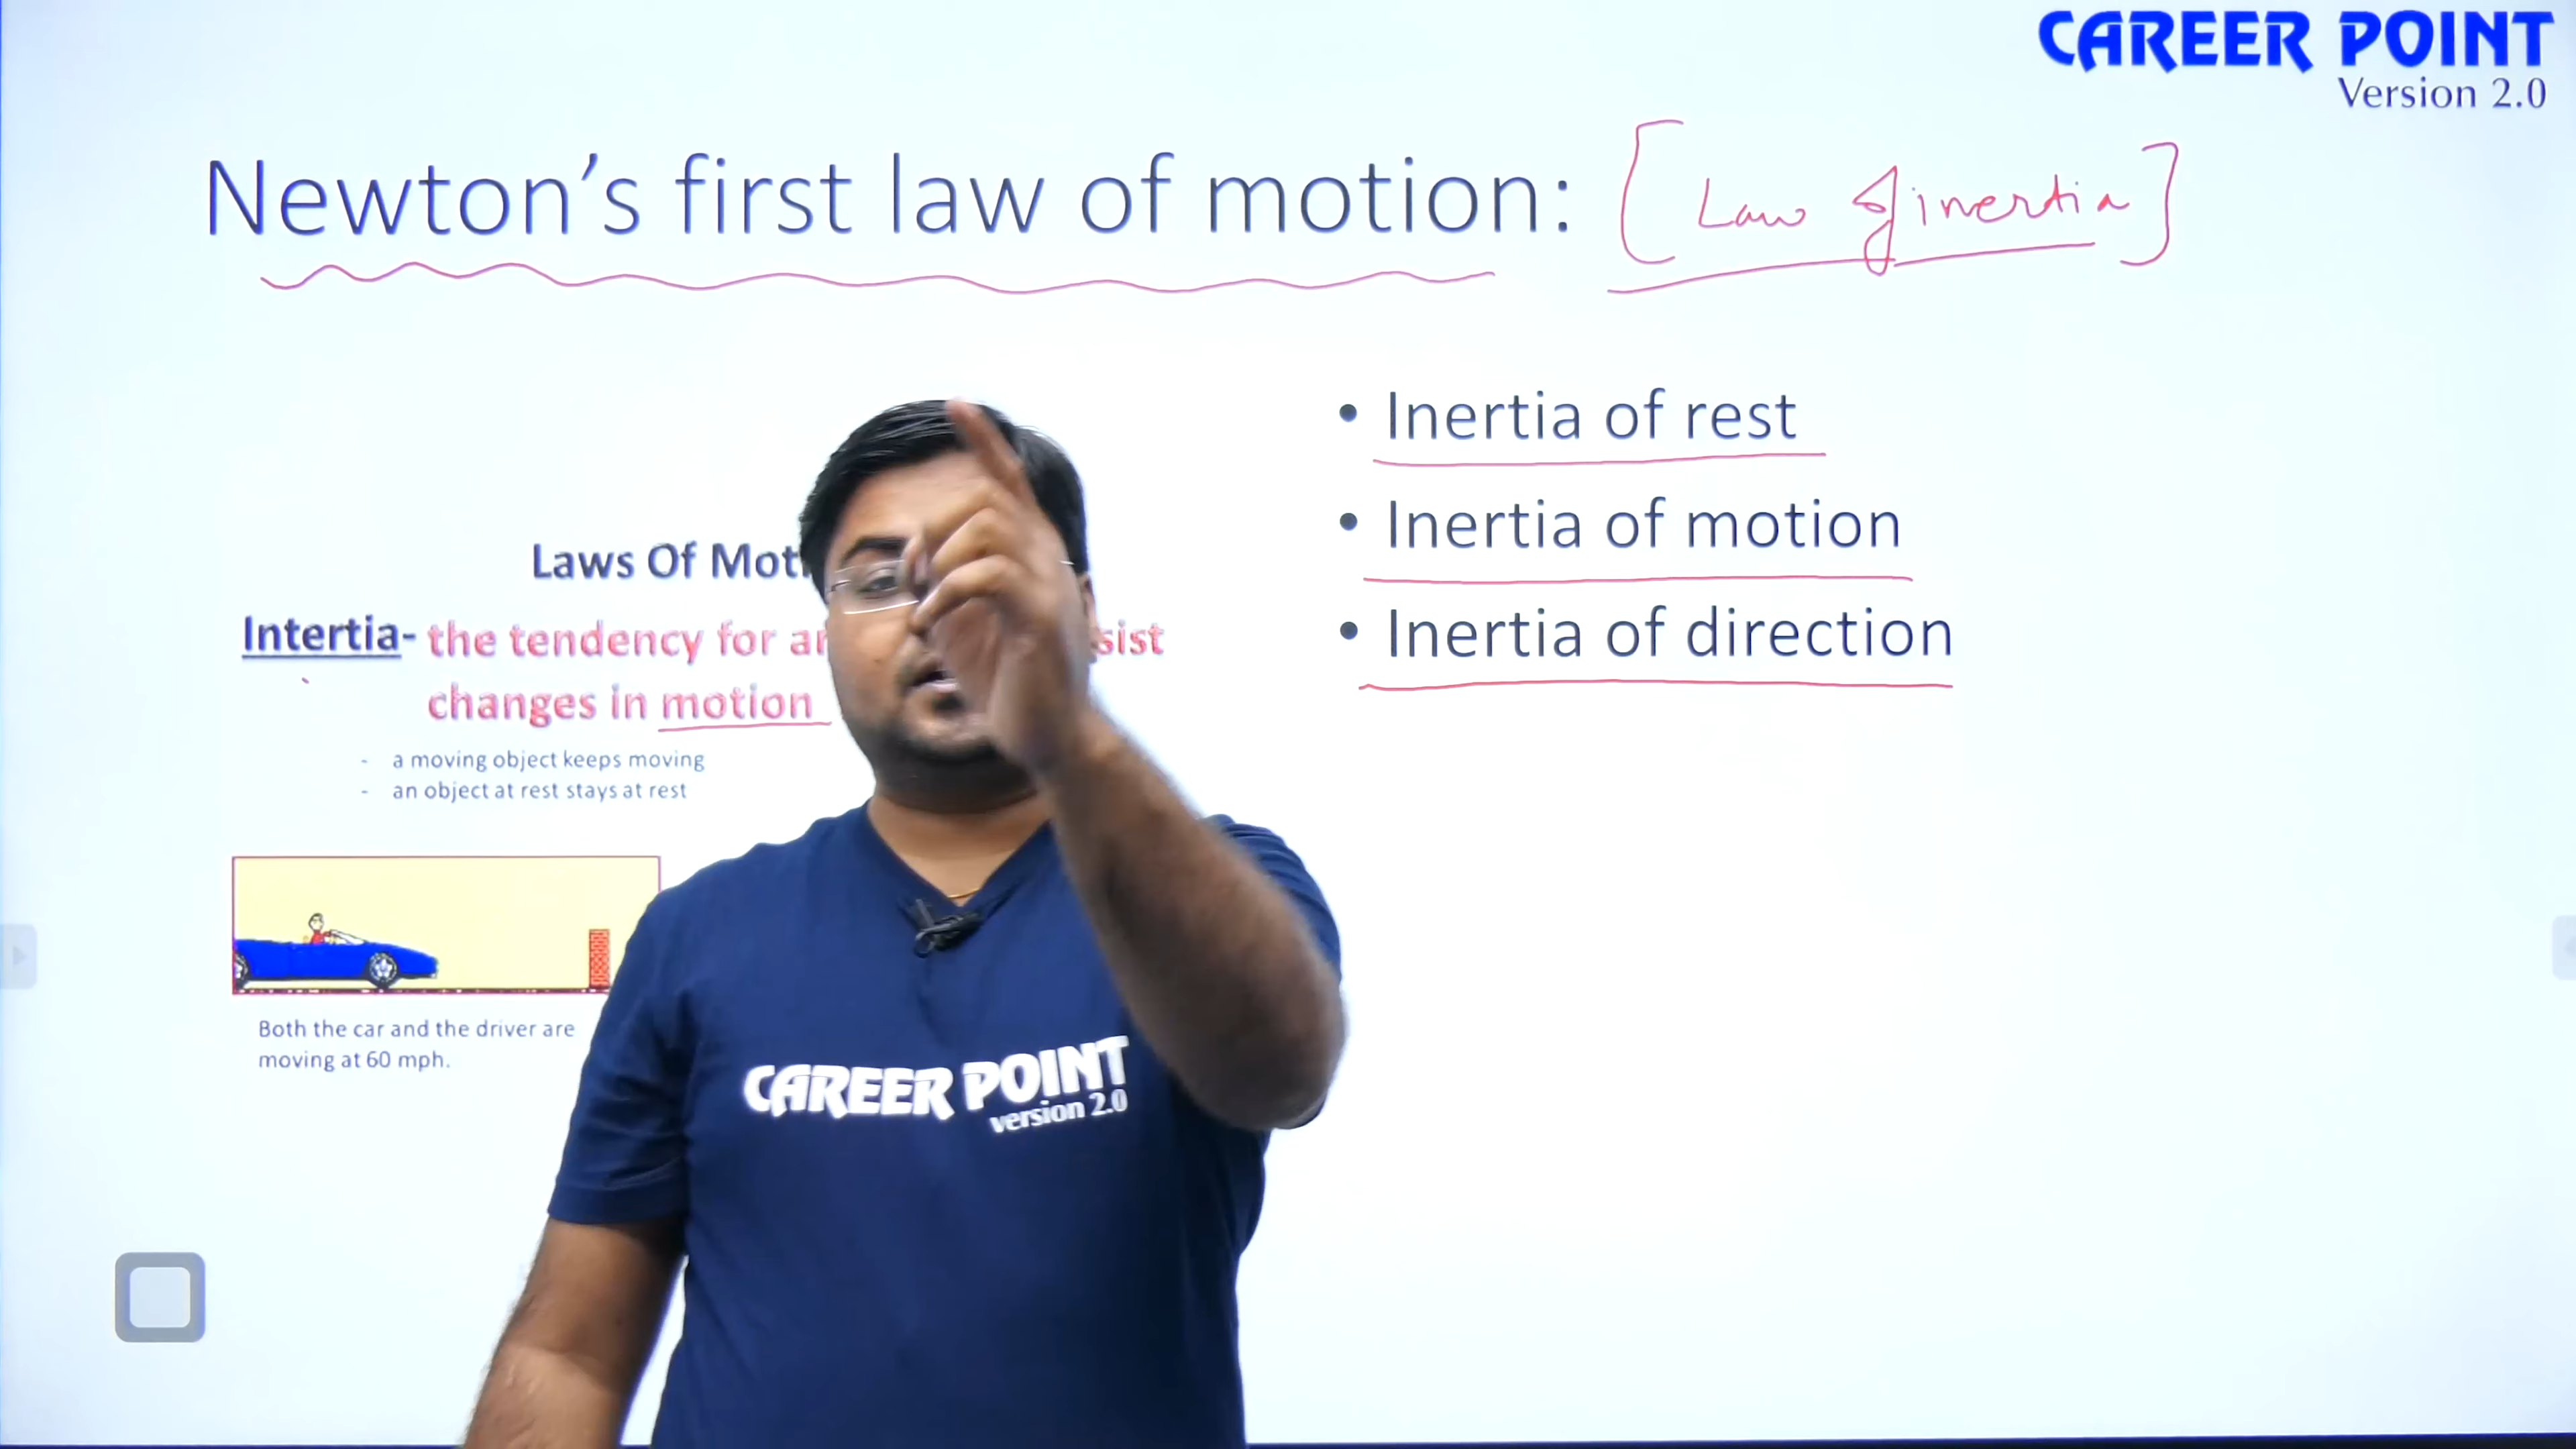 CAREER POINT
Version 2.0
Newton's first law of motion: [Law of inertia]
• Inertia of rest
• Inertia of motion
• Inertia of direction
Laws Of
Intertia- the tendency for
changes in motion
- a moving object keeps moving
- an object at rest stays at rest
Both the car and the driver are
moving at 60 mph.
CAREER POINT
version 2.0